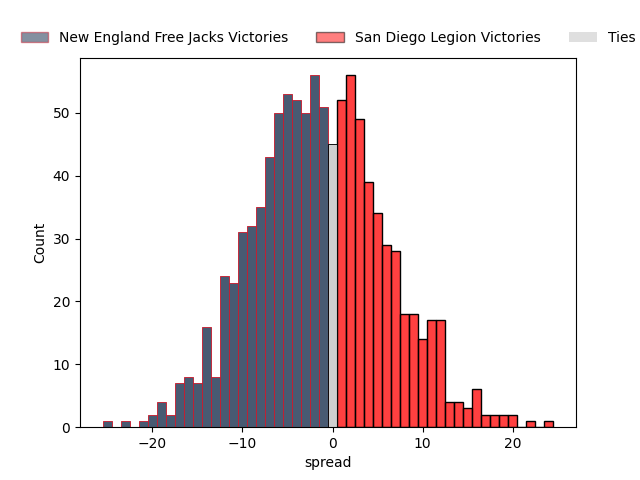 New England Free Jacks Victories San Diego Legion Victories Ties
50
40
30
20
10
0
Count
−20 −10 0 10 20
spread